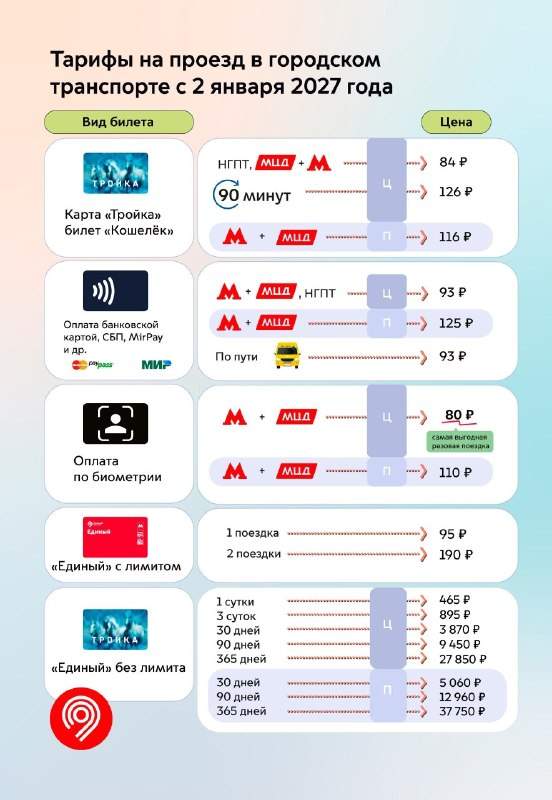 Тарифы на проезд в городском
транспорте с 2 января 2027 года
Вид билета
Цена
ТРОЙКА
Карта «Тройка»
билет «Кошелёк»
НГПТ, МЦД + М Ц 84 ₽
90 минут 126 ₽
М + МЦД П 116 ₽
Оплата банковской
картой, СБП, MirPay
и др.
paypass МИР
М + МЦД, НГПТ Ц 93 ₽
М + МЦД П 125 ₽
По пути 93 ₽
Оплата
по биометрии
М + МЦД Ц 80 ₽
самая выгодная
разовая поездка
М + МЦД П 110 ₽
Единый
«Единый» с лимитом
1 поездка 95 ₽
2 поездки 190 ₽
ТРОЙКА
«Единый» без лимита
1 сутки 465 ₽
3 суток 895 ₽
30 дней Ц 3 870 ₽
90 дней 9 450 ₽
365 дней 27 850 ₽
30 дней П 5 060 ₽
90 дней 12 960 ₽
365 дней 37 750 ₽